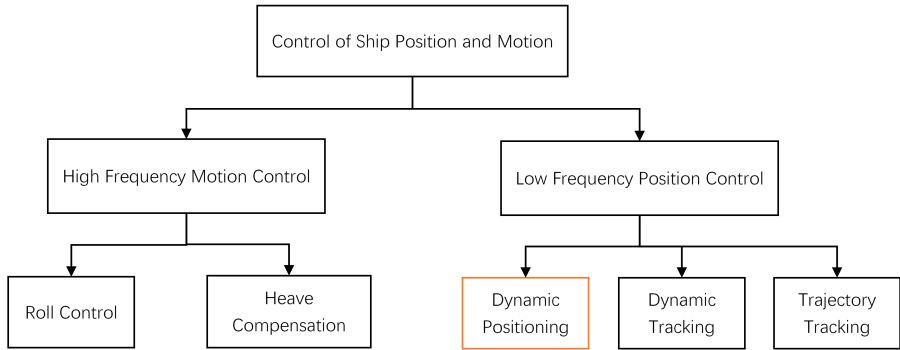 Control of Ship Position and Motion
High Frequency Motion Control
Low Frequency Position Control
Roll Control
Heave
Compensation
Dynamic
Positioning
Dynamic
Tracking
Trajectory
Tracking